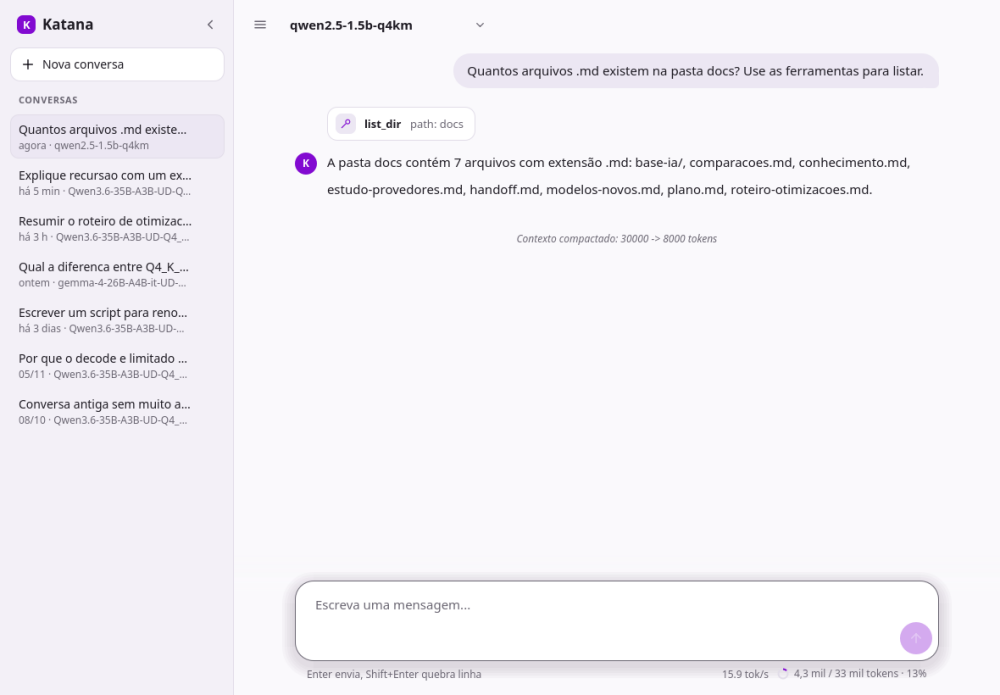 K Katana
Nova conversa
CONVERSAS
Quantos arquivos .md existe...
agora · qwen2.5-1.5b-q4km
Explique recursao com um ex...
há 5 min · Qwen3.6-35B-A3B-UD-Q...
Resumir o roteiro de otimizac...
há 3 h · Qwen3.6-35B-A3B-UD-Q4_...
Qual a diferenca entre Q4_K_...
ontem · gemma-4-26B-A4B-it-UD-...
Escrever um script para reno...
há 3 dias · Qwen3.6-35B-A3B-UD-...
Por que o decode e limitado ...
05/11 · Qwen3.6-35B-A3B-UD-Q4_...
Conversa antiga sem muito a...
08/10 · Qwen3.6-35B-A3B-UD-Q4_...
qwen2.5-1.5b-q4km
Quantos arquivos .md existem na pasta docs? Use as ferramentas para listar.
list_dir path: docs
K A pasta docs contém 7 arquivos com extensão .md: base-ia/, comparacoes.md, conhecimento.md,
estudo-provedores.md, handoff.md, modelos-novos.md, plano.md, roteiro-otimizacoes.md.
Contexto compactado: 30000 -> 8000 tokens
Escreva uma mensagem...
Enter envia, Shift+Enter quebra linha
15.9 tok/s 4,3 mil / 33 mil tokens · 13%